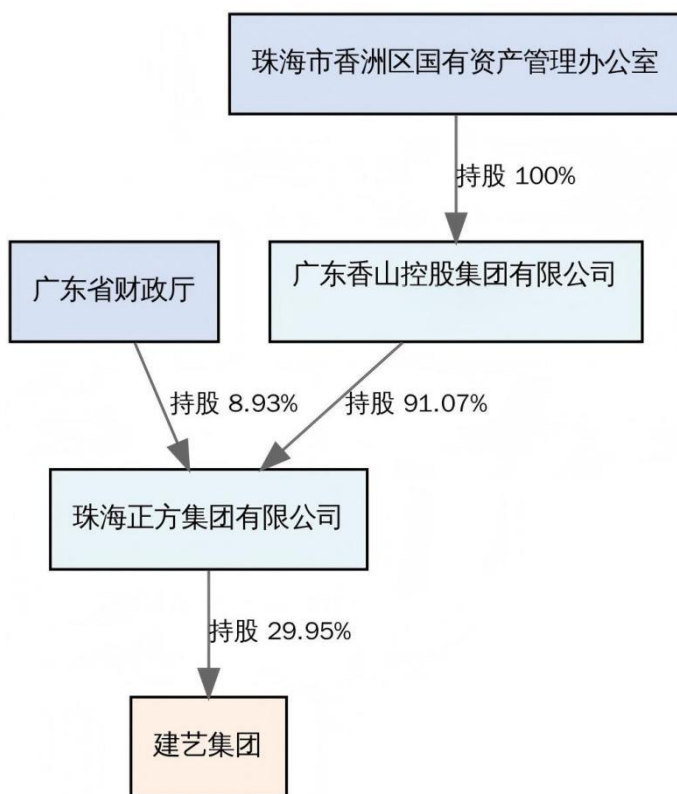 珠海市香洲区国有资产管理办公室
持股 100%
广东省财政厅
广东香山控股集团有限公司
持股 8.93%
持股 91.07%
珠海正方集团有限公司
持股 29.95%
建艺集团